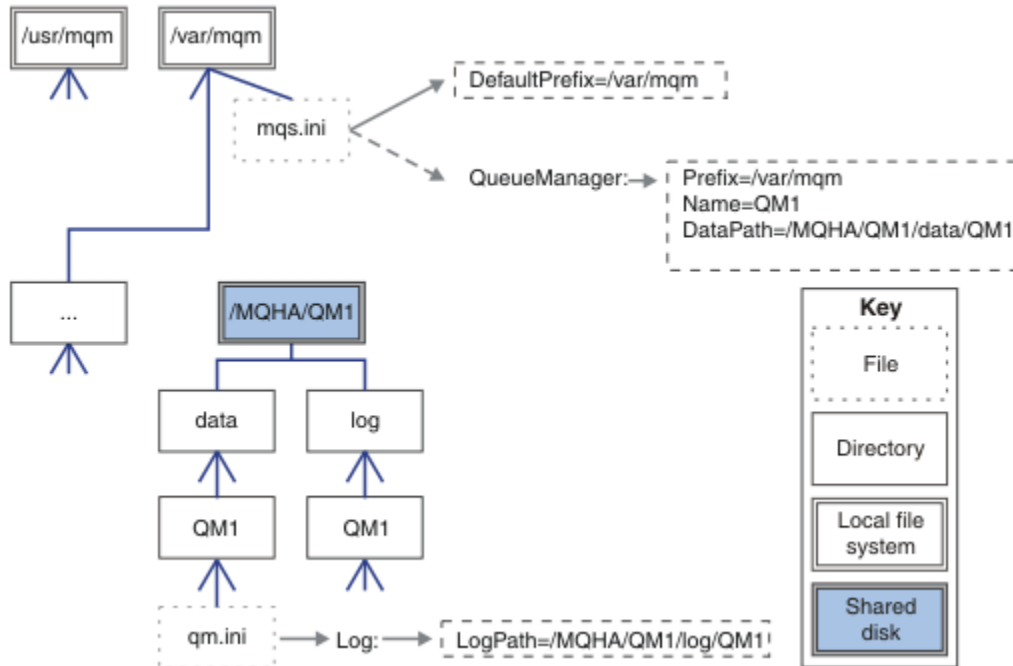 /usr/mqm
/var/mqm
mqs.ini
DefaultPrefix=/var/mqm
QueueManager:
Prefix=/var/mqm
Name=QM1
DataPath=/MQHA/QM1/data/QM1
...
/MQHA/QM1
data
log
QM1
QM1
qm.ini
Log:
LogPath=/MQHA/QM1/log/QM1
Key
File
Directory
Local file
system
Shared
disk